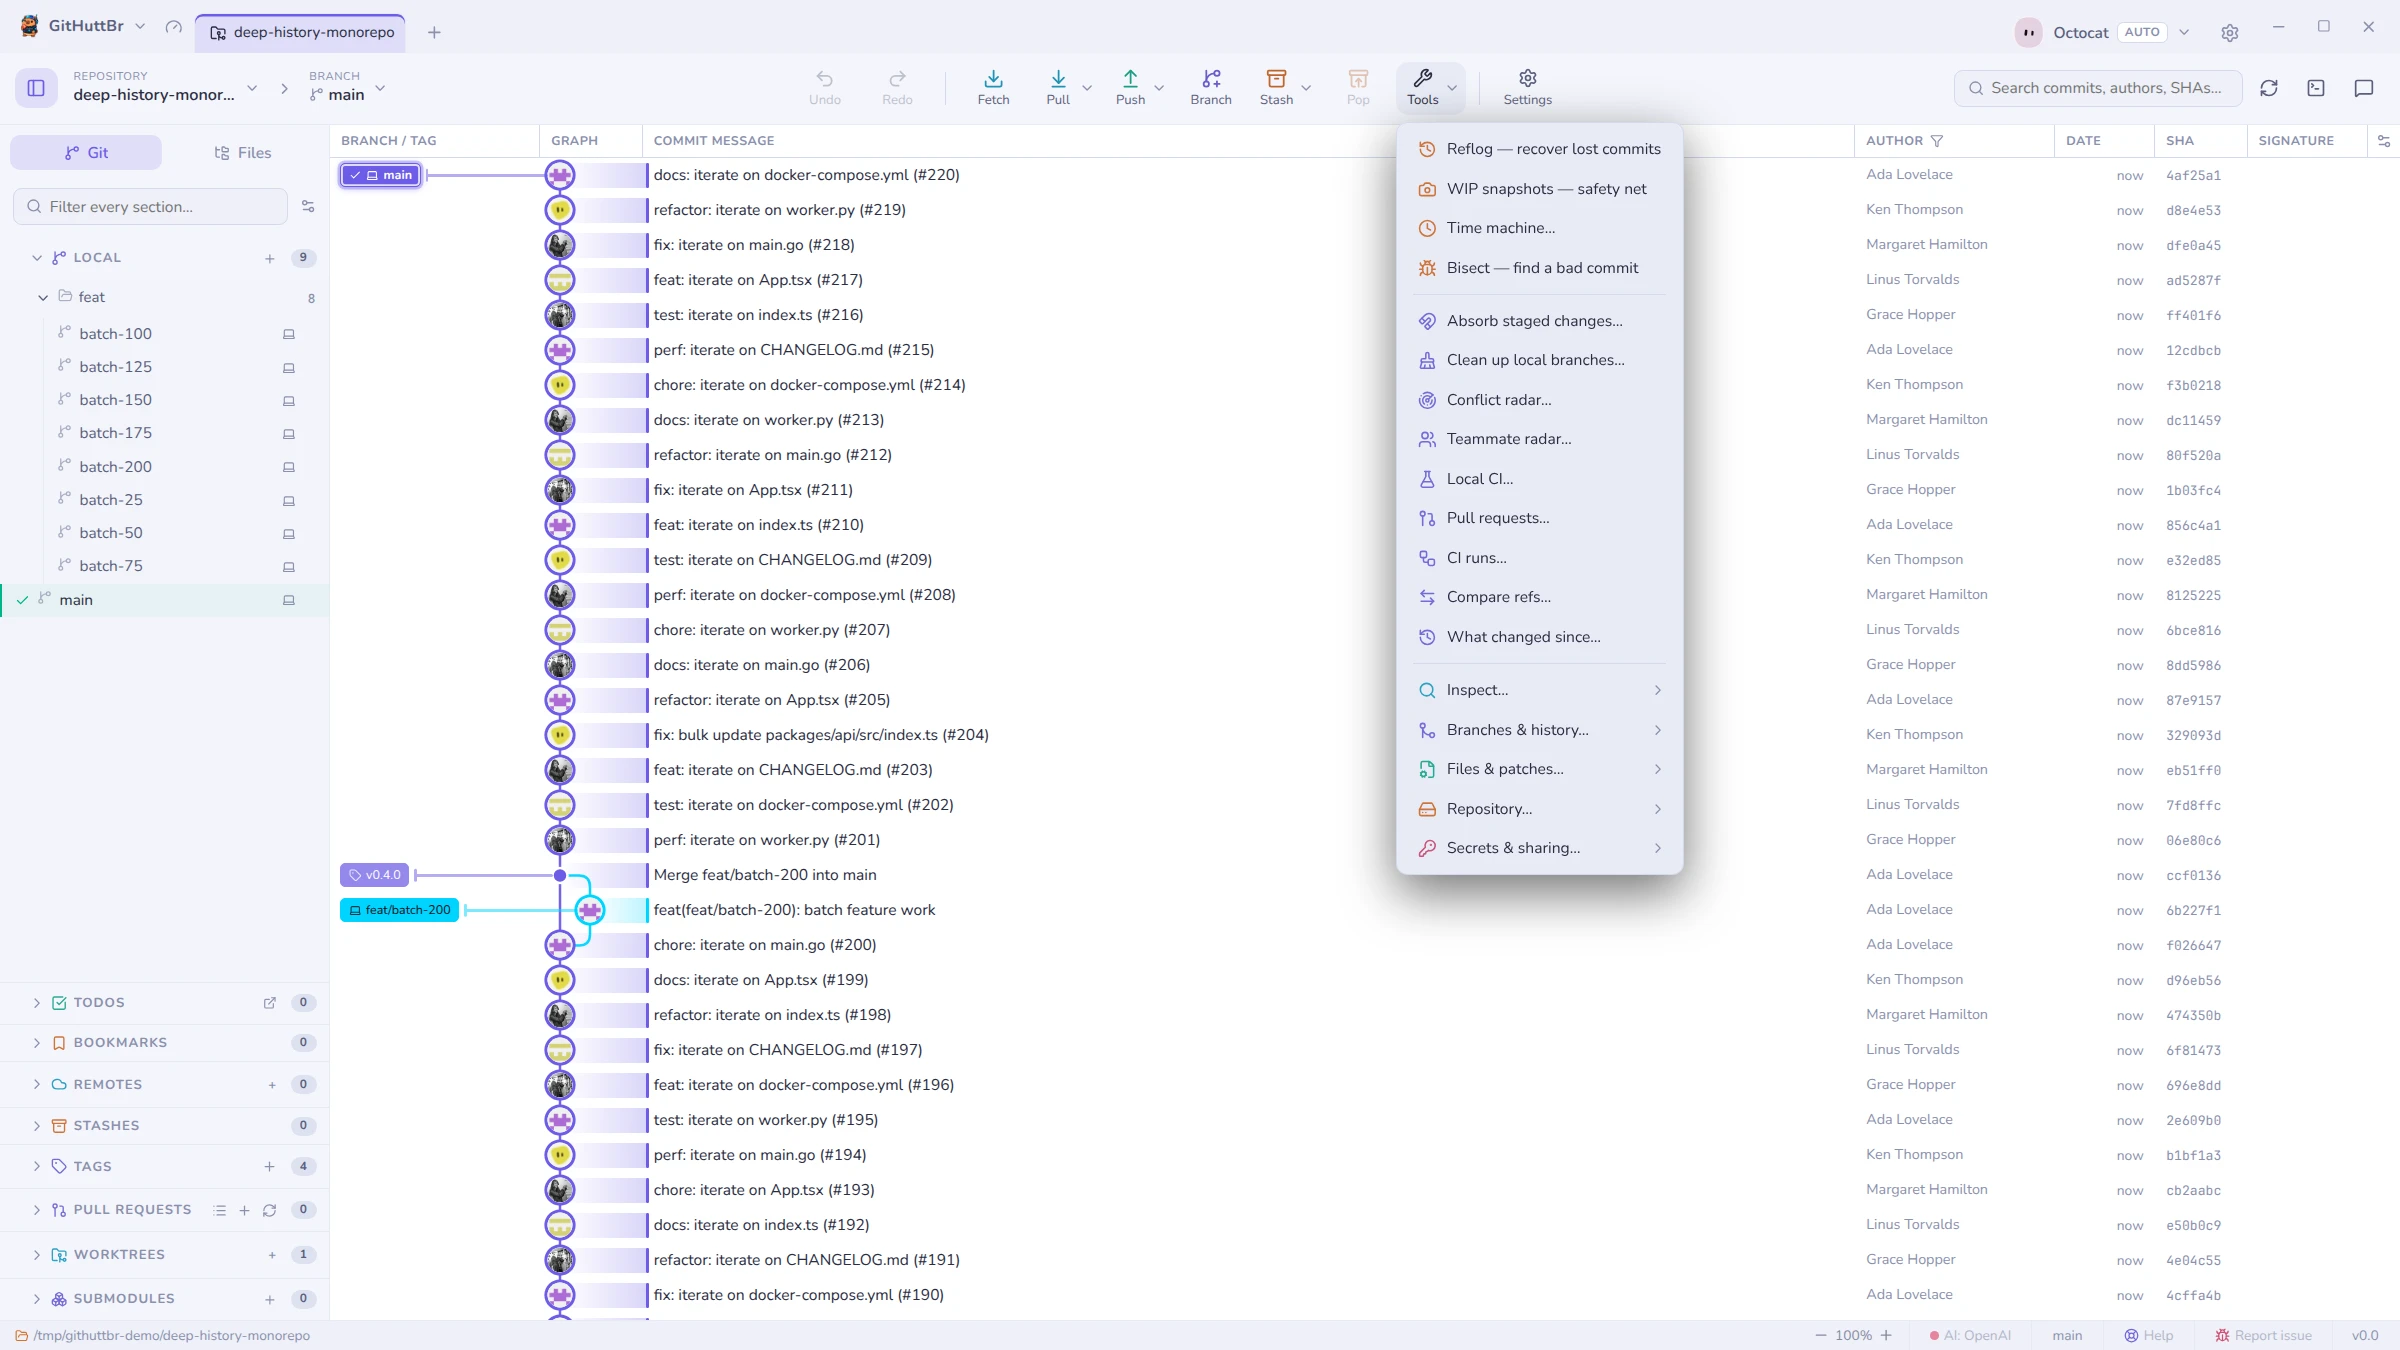 GitHuttBr
deep-history-monorepo
Octocat AUTO
REPOSITORY
deep-history-monor...
BRANCH
main
Undo
Redo
Fetch
Pull
Push
Branch
Stash
Pop
Tools
Settings
Search commits, authors, SHAs...
Git
Files
Filter every section...
LOCAL 9
feat 8
batch-100
batch-125
batch-150
batch-175
batch-200
batch-25
batch-50
batch-75
main
TODOS 0
BOOKMARKS 0
REMOTES 0
STASHES 0
TAGS 4
PULL REQUESTS 0
WORKTREES 1
SUBMODULES 0
BRANCH / TAG GRAPH COMMIT MESSAGE AUTHOR DATE SHA SIGNATURE
main docs: iterate on docker-compose.yml (#220) Ada Lovelace now 4af25a1
refactor: iterate on worker.py (#219) Ken Thompson now d8e4e53
fix: iterate on main.go (#218) Margaret Hamilton now dfe0a45
feat: iterate on App.tsx (#217) Linus Torvalds now ad5287f
test: iterate on index.ts (#216) Grace Hopper now ff401f6
perf: iterate on CHANGELOG.md (#215) Ada Lovelace now 12cdbcb
chore: iterate on docker-compose.yml (#214) Ken Thompson now f3b0218
docs: iterate on worker.py (#213) Margaret Hamilton now dc11459
refactor: iterate on main.go (#212) Linus Torvalds now 80f520a
fix: iterate on App.tsx (#211) Grace Hopper now 1b03fc4
feat: iterate on index.ts (#210) Ada Lovelace now 856c4a1
test: iterate on CHANGELOG.md (#209) Ken Thompson now e32ed85
perf: iterate on docker-compose.yml (#208) Margaret Hamilton now 8125225
chore: iterate on worker.py (#207) Linus Torvalds now 6bce816
docs: iterate on main.go (#206) Grace Hopper now 8dd5986
refactor: iterate on App.tsx (#205) Ada Lovelace now 87e9157
fix: bulk update packages/api/src/index.ts (#204) Ken Thompson now 329093d
feat: iterate on CHANGELOG.md (#203) Margaret Hamilton now eb51ff0
test: iterate on docker-compose.yml (#202) Linus Torvalds now 7fd8ffc
perf: iterate on worker.py (#201) Grace Hopper now 06e80c6
v0.4.0 Merge feat/batch-200 into main Ada Lovelace now ccf0136
feat/batch-200 feat(feat/batch-200): batch feature work Ada Lovelace now 6b227f1
chore: iterate on main.go (#200) Ada Lovelace now f026647
docs: iterate on App.tsx (#199) Ken Thompson now d96eb56
refactor: iterate on index.ts (#198) Margaret Hamilton now 474350b
fix: iterate on CHANGELOG.md (#197) Linus Torvalds now 6f81473
feat: iterate on docker-compose.yml (#196) Grace Hopper now 696e8dd
test: iterate on worker.py (#195) Ada Lovelace now 2e609b0
perf: iterate on main.go (#194) Ken Thompson now b1bf1a3
chore: iterate on App.tsx (#193) Margaret Hamilton now cb2aabc
docs: iterate on index.ts (#192) Linus Torvalds now e50b0c9
refactor: iterate on CHANGELOG.md (#191) Grace Hopper now 4e04c55
fix: iterate on docker-compose.yml (#190) Ada Lovelace now 4cffa4b
Reflog — recover lost commits
WIP snapshots — safety net
Time machine...
Bisect — find a bad commit
Absorb staged changes...
Clean up local branches...
Conflict radar...
Teammate radar...
Local CI...
Pull requests...
CI runs...
Compare refs...
What changed since...
Inspect...
Branches & history...
Files & patches...
Repository...
Secrets & sharing...
/tmp/githuttbr-demo/deep-history-monorepo
100% AI: OpenAI main Help Report issue v0.0